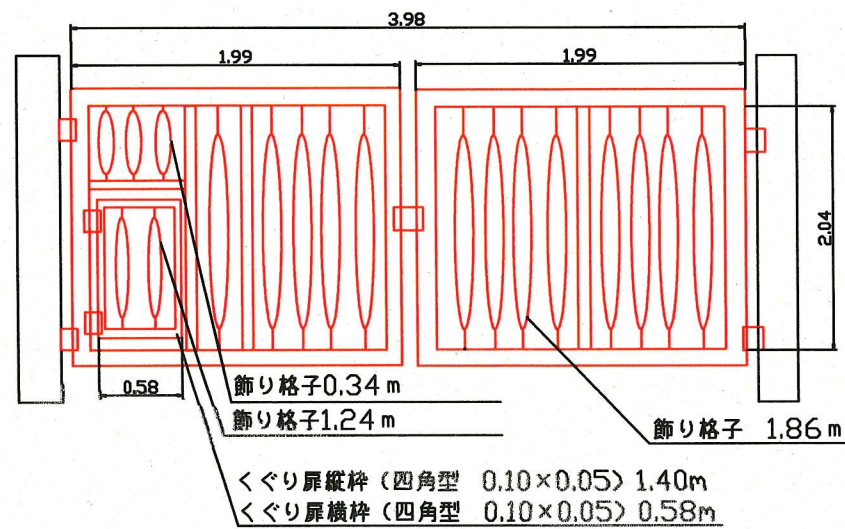 3.98
1.99
1.99
2.04
0.58
飾り格子0.34m
飾り格子1.24m
飾り格子 1.86m
くぐり扉縦枠(四角型 0.10×0.05) 1.40m
くぐり扉横枠(四角型 0.10×0.05) 0.58m